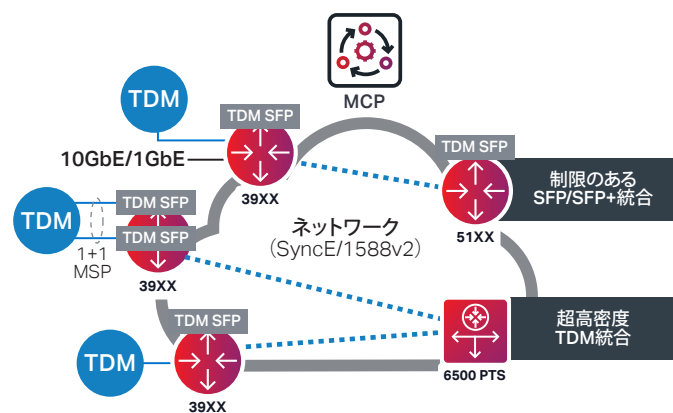 MCP
TDM
TDM SFP
10GbE/1GbE
39XX
TDM SFP
51XX
制限のある
SFP/SFP+統合
TDM
1+1
MSP
TDM SFP
TDM SFP
39XX
ネットワーク
(SyncE/1588v2)
TDM
TDM SFP
39XX
6500 PTS
超高密度
TDM統合